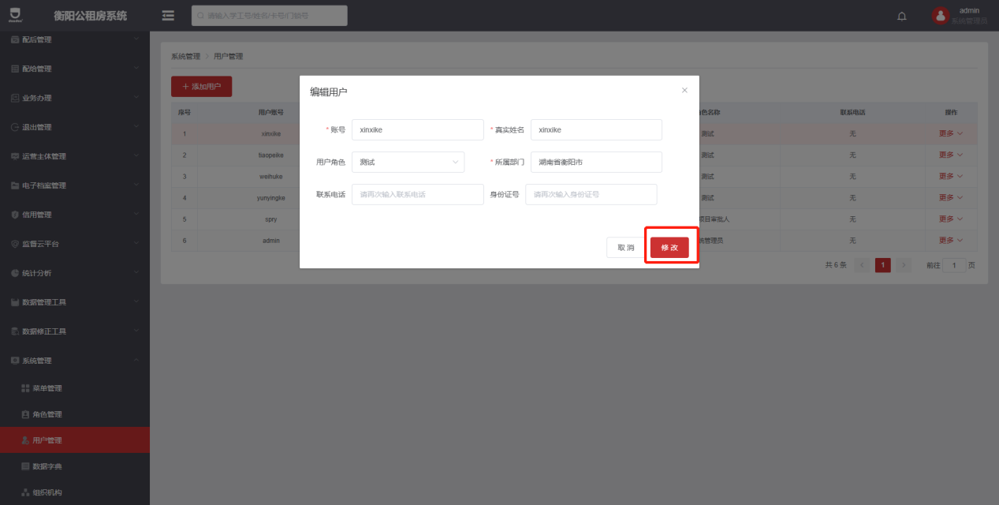 衡阳公租房系统
请输入学工号/姓名/卡号/门锁号
admin
系统管理员
配后管理
配给管理
业务办理
退出管理
运营主体管理
电子档案管理
信用管理
监督云平台
统计分析
数据管理工具
数据修正工具
系统管理
菜单管理
角色管理
用户管理
数据字典
组织机构
系统管理 > 用户管理
+ 添加用户
序号 用户账号 色名称 联系电话 操作
1 xinxike 测试 无 更多
2 tiaopeike 测试 无 更多
3 weihuke 测试 无 更多
4 yunyingke 测试 无 更多
5 spry 项目审批人 无 更多
6 admin 统管理员 无 更多
共 6 条 < 1 > 前往 1 页
编辑用户 ×
* 账号 xinxike * 真实姓名 xinxike
用户角色 测试 * 所属部门 湖南省衡阳市
联系电话 请再次输入联系电话 身份证号 请再次输入身份证号
取消 修改